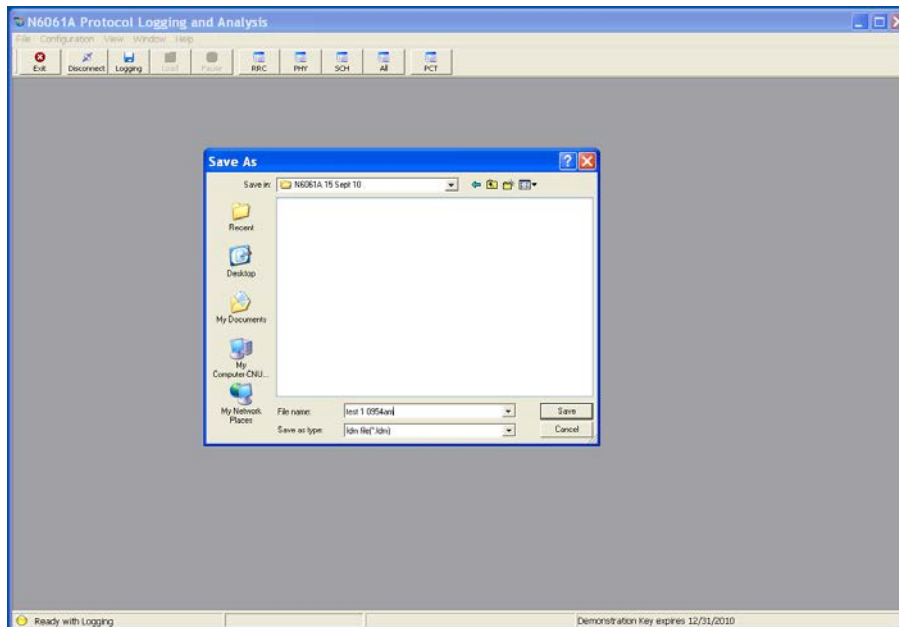 N6061A Protocol Logging and Analysis
File Configuration View Window Help
Exit Disconnect Logging Load Pause RRC PHY SCH All PCT
Save As
Save in: N6061A 15 Sept 10
Recent
Desktop
My Documents
My
Computer-CNU...
My Network
Places
File name: test 1 0954am
Save
Save as type: ldm file(*.ldm)
Cancel
Ready with Logging
Demonstration Key expires 12/31/2010